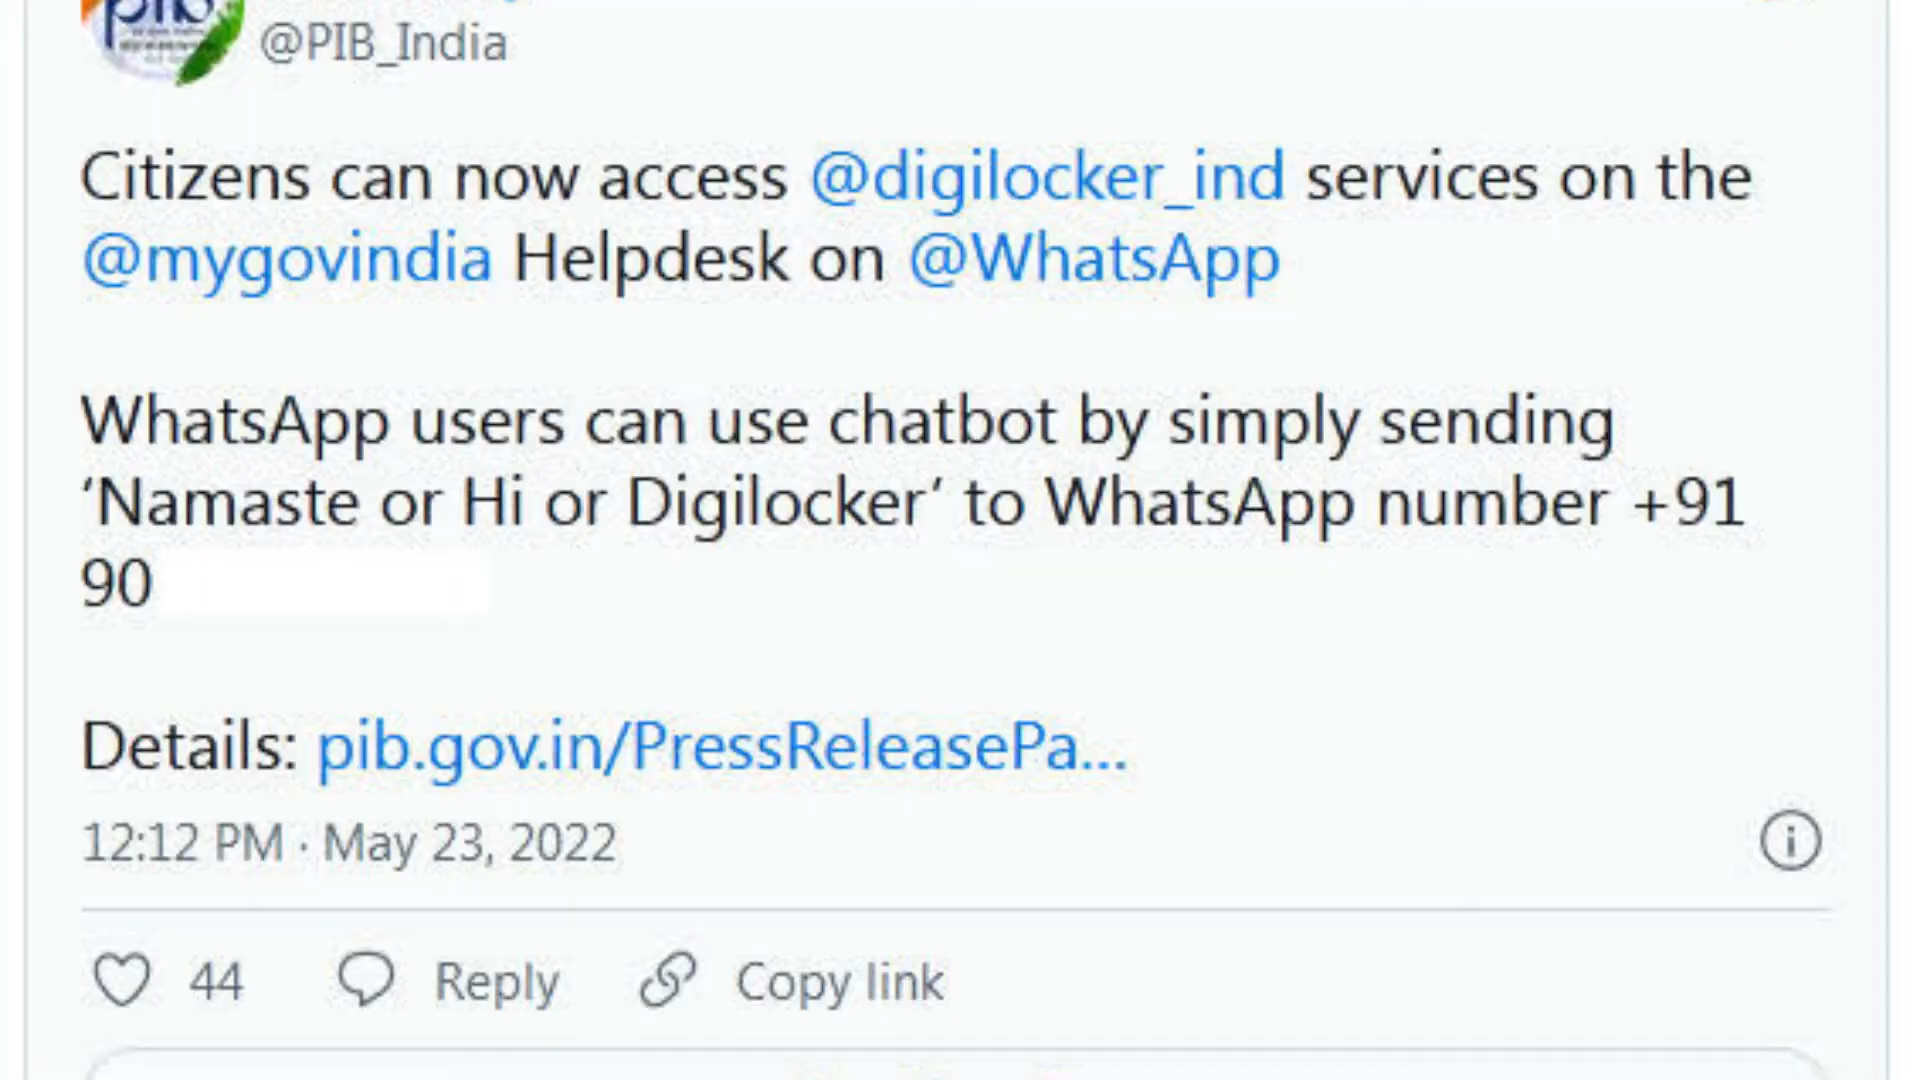 pib
@PIB_India
Citizens can now access @digilocker_ind services on the
@mygovindia Helpdesk on @WhatsApp
WhatsApp users can use chatbot by simply sending
‘Namaste or Hi or Digilocker’ to WhatsApp number +91
90
Details: pib.gov.in/PressReleasePa...
12:12 PM · May 23, 2022
44 Reply Copy link